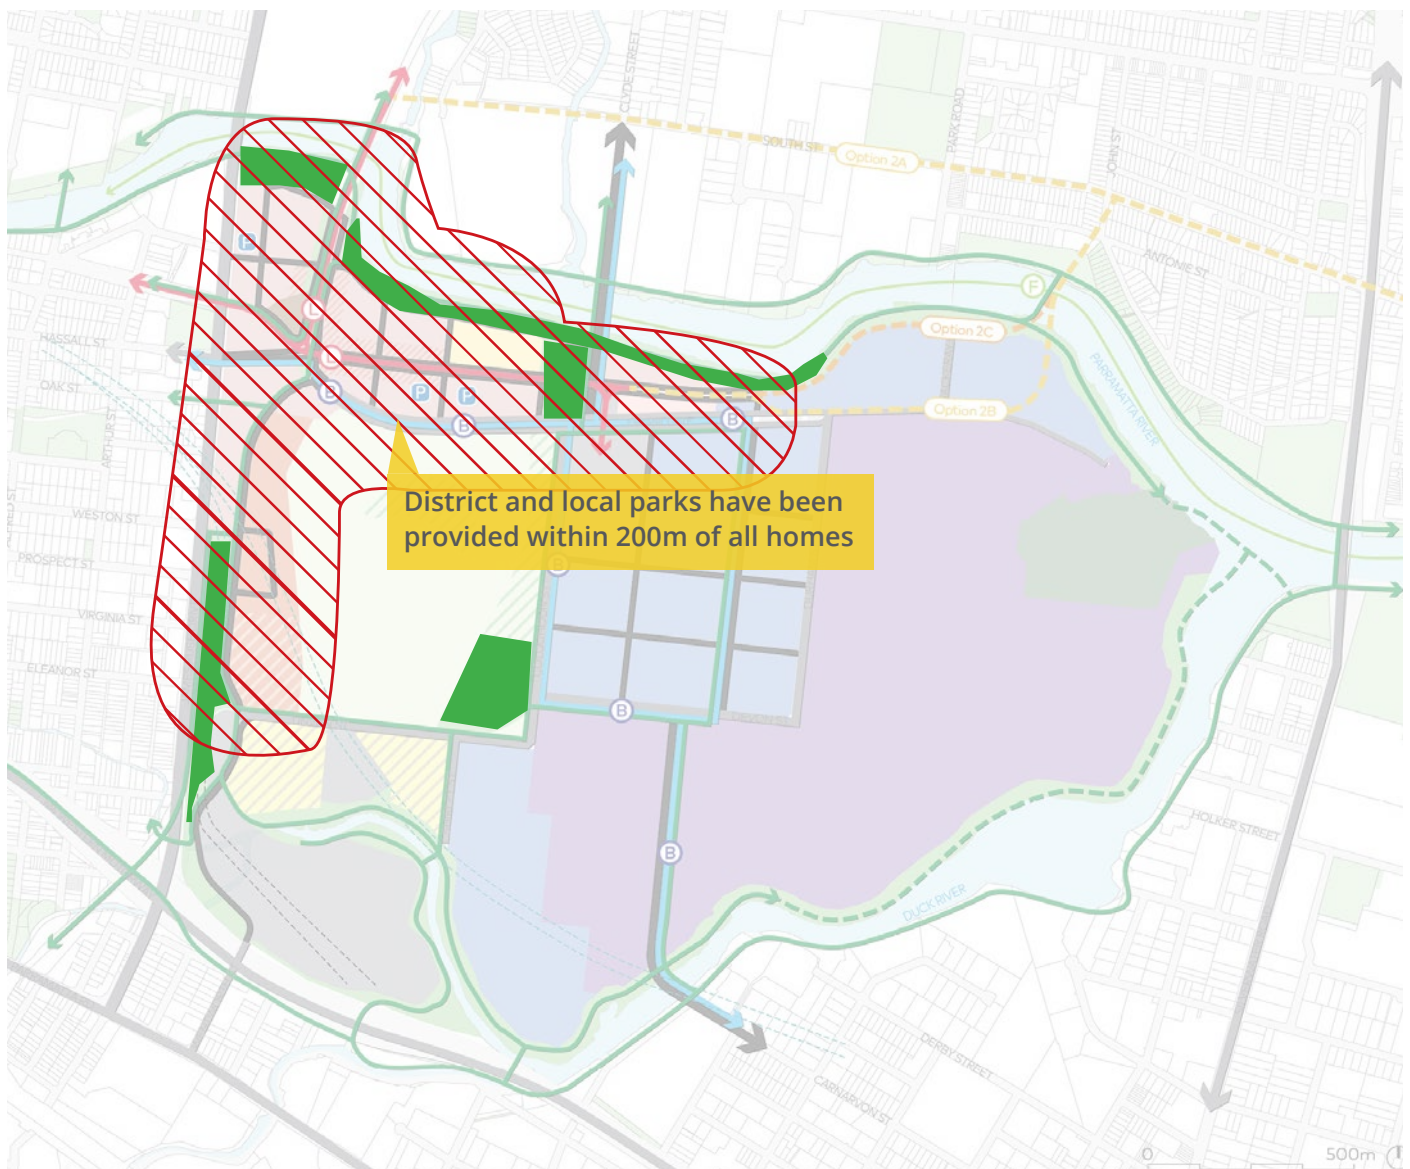 CLYDE STREET
SOUTH ST
Option 2A
PARK ROAD
JOHN ST
ANTONIE ST
P
F
L
HASSALL ST
Option 2C
L
OAK ST
B
P
P
B
B
Option 2B
ARTHUR ST
PARRAMATTA RIVER
District and local parks have been
provided within 200m of all homes
WESTON ST
PROSPECT ST
B
VIRGINIA ST
ELEANOR ST
B
HOLKER STREET
B
DUCK RIVER
DERBY STREET
CARNARVON ST
0
500m